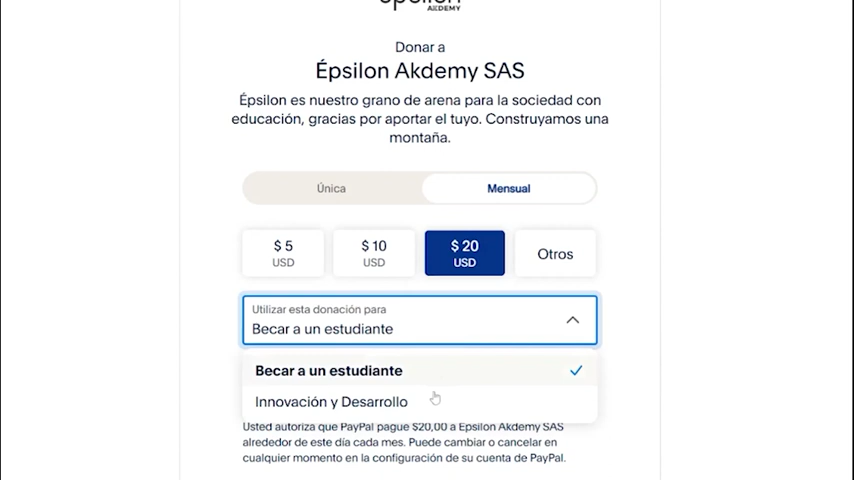 epsilon
AKDEMY
Donar a
Épsilon Akdemy SAS
Épsilon es nuestro grano de arena para la sociedad con
educación, gracias por aportar el tuyo. Construyamos una
montaña.
Única
Mensual
$ 5
USD
$ 10
USD
$ 20
USD
Otros
Utilizar esta donación para
Becar a un estudiante
Becar a un estudiante
Innovación y Desarrollo
Usted autoriza que PayPal pague $20,00 a Epsilon Akdemy SAS
alrededor de este día cada mes. Puede cambiar o cancelar en
cualquier momento en la configuración de su cuenta de PayPal.